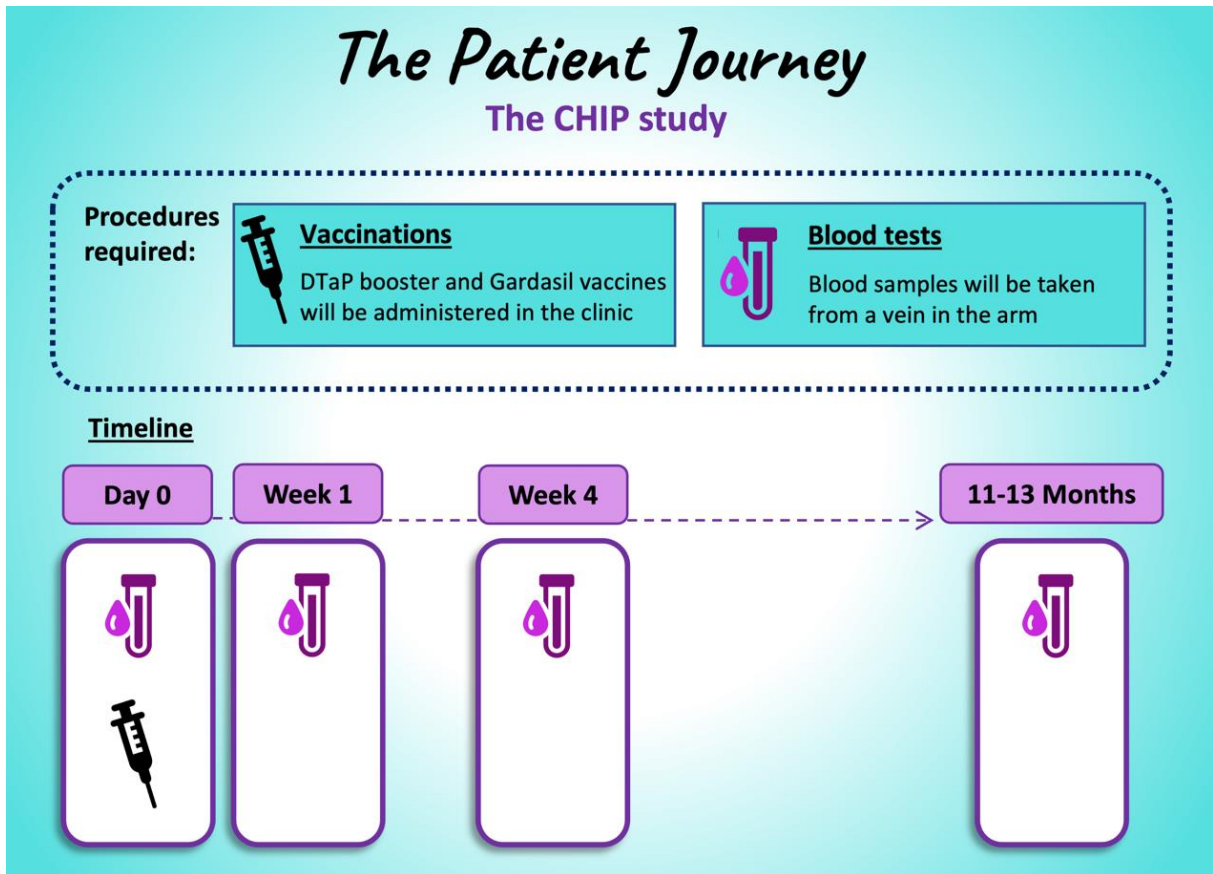 The Patient Journey
The CHIP study
Procedures
required:
Vaccinations
DTaP booster and Gardasil vaccines
will be administered in the clinic
Blood tests
Blood samples will be taken
from a vein in the arm
Timeline
Day 0
Week 1
Week 4
11-13 Months